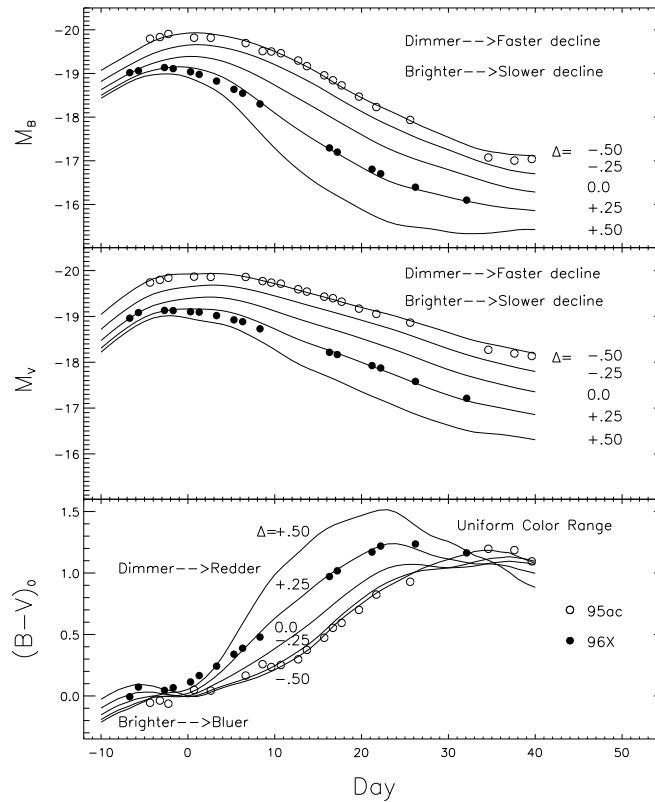 -20
Dimmer-->Faster decline
-19
Brighter-->Slower decline
M_B
-18
-17
Δ= -.50
-.25
0.0
-16
+.25
+.50
-20
Dimmer-->Faster decline
Brighter-->Slower decline
-19
M_V
-18
Δ= -.50
-.25
0.0
-17
+.25
-16
+.50
1.5
Δ=+.50
Uniform Color Range
Dimmer-->Redder
1.0
+.25
(B-V)_0
0.0
95ac
-.25
0.5
96X
-.50
0.0
Brighter-->Bluer
-10 0 10 20 30 40 50
Day